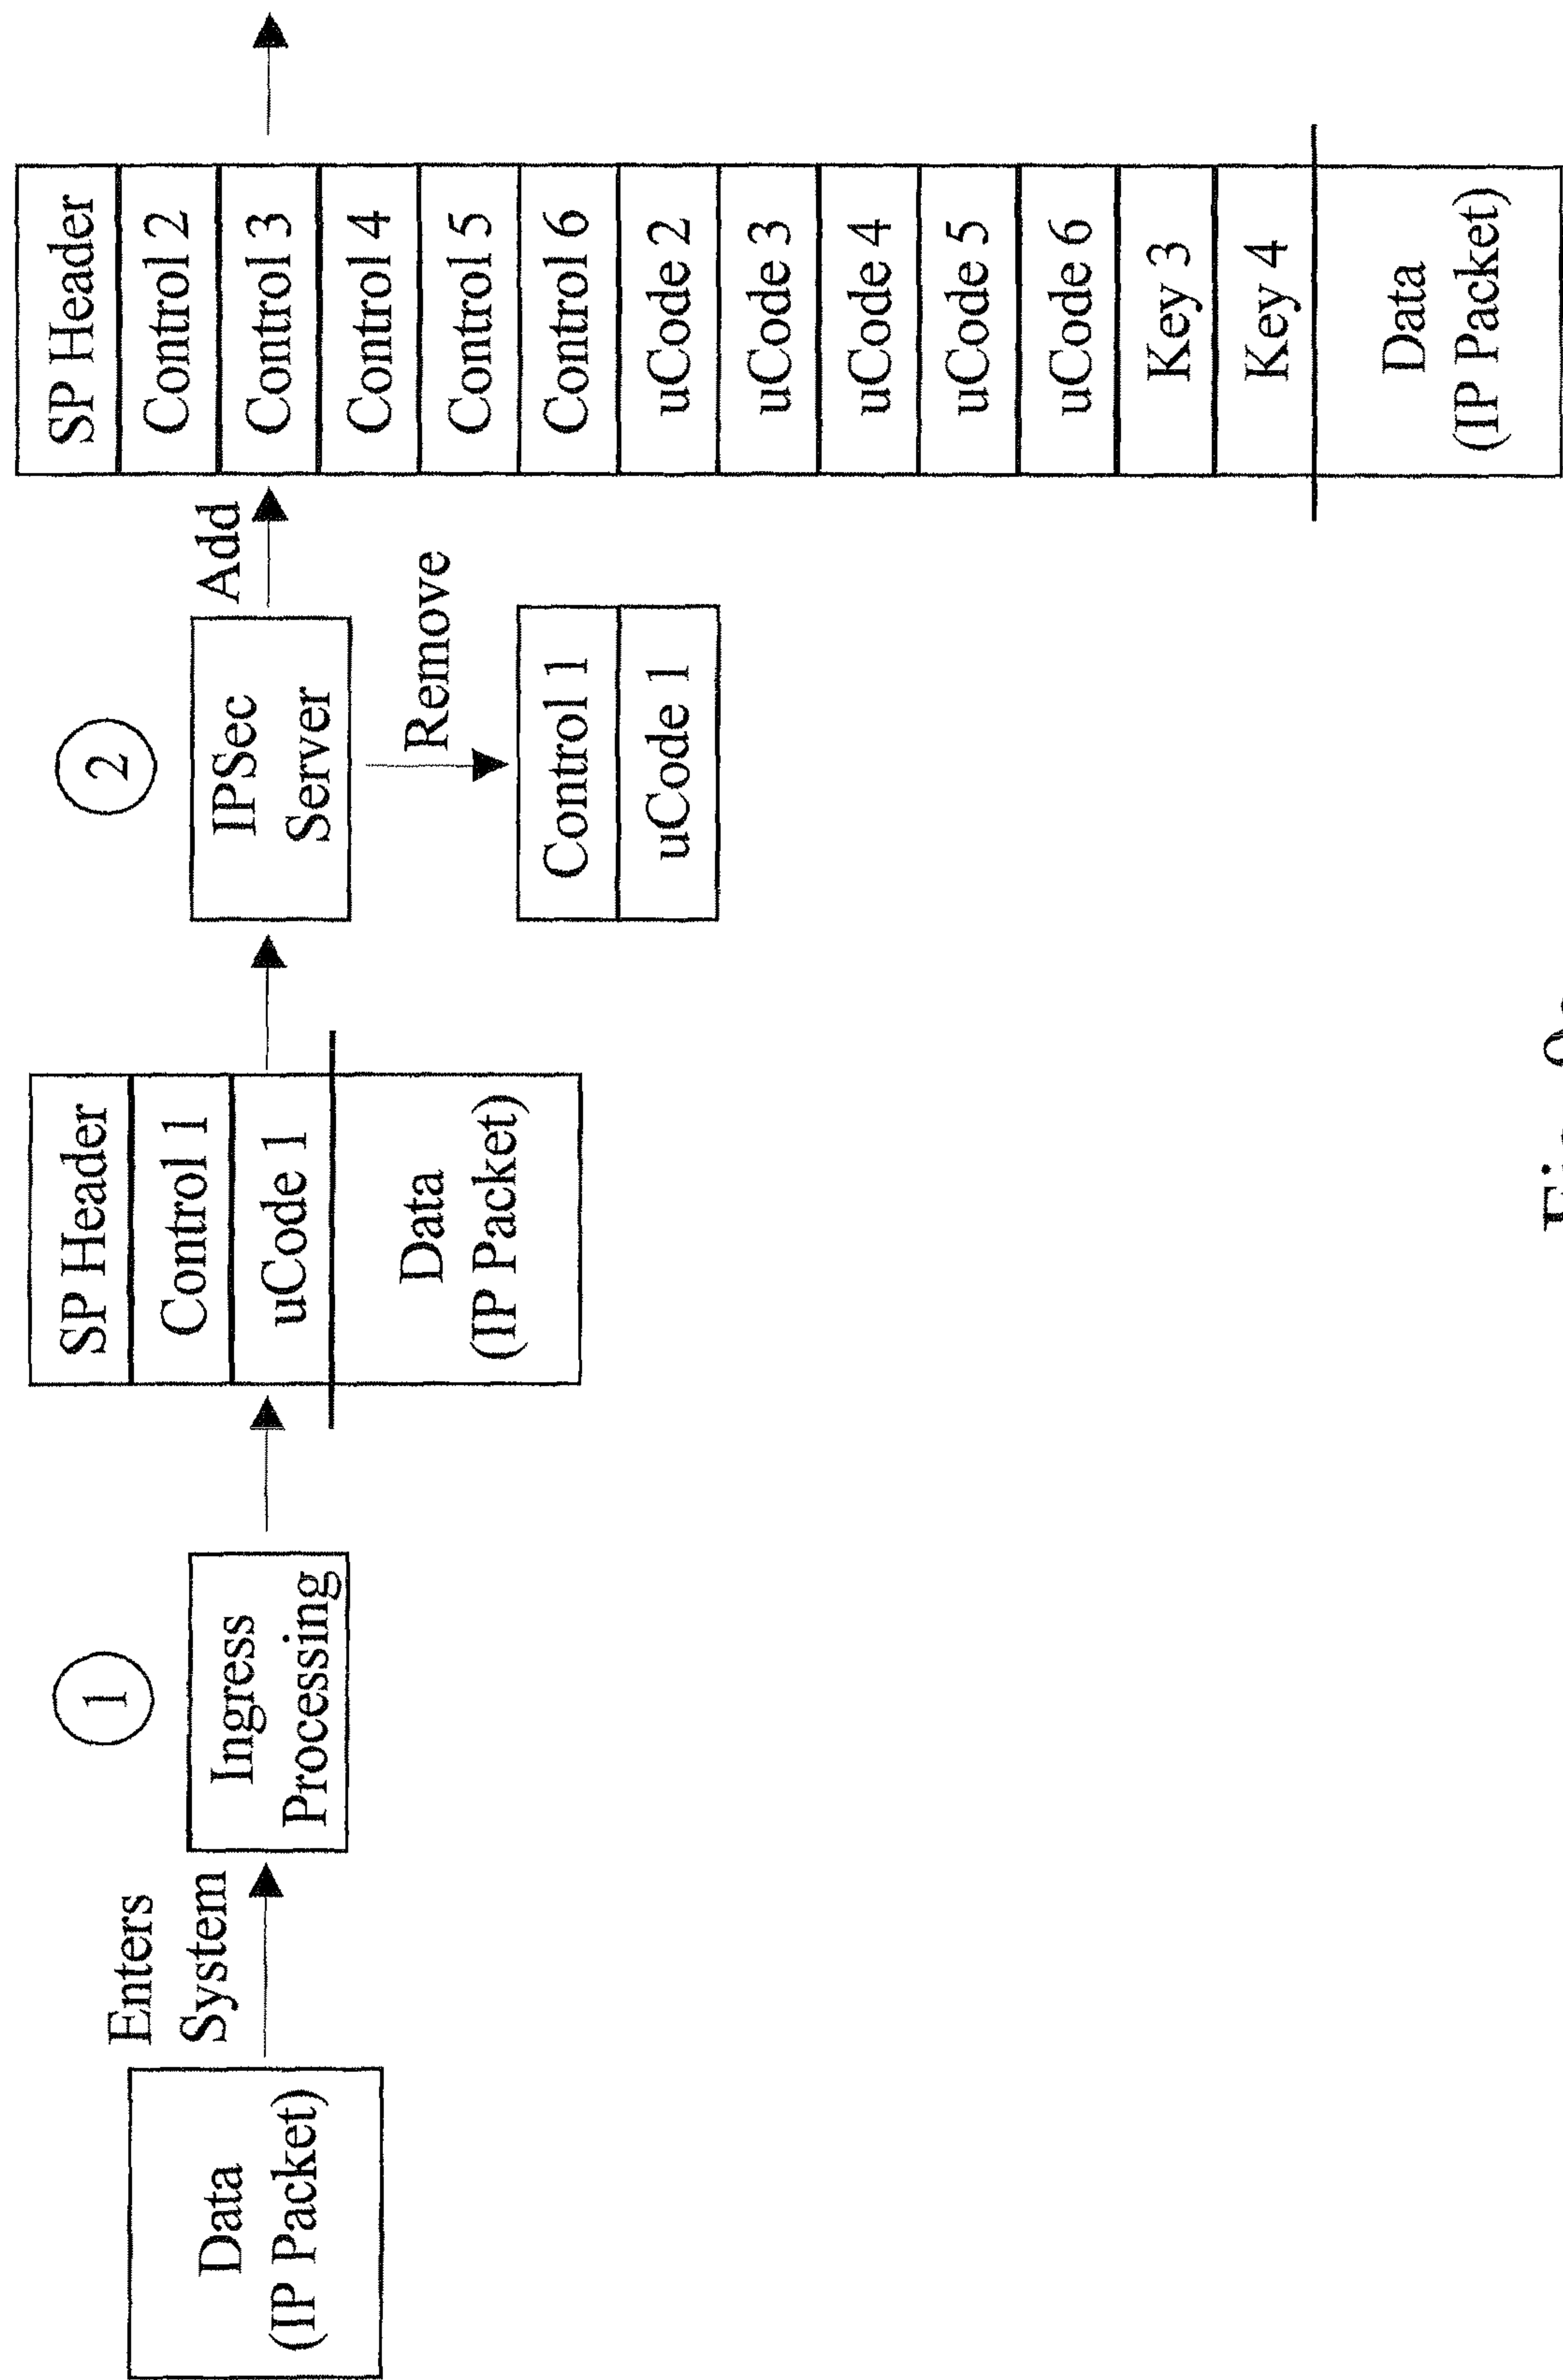 Data
(IP Packet)
Enters
System
1
Ingress
Processing
SP Header
Control 1
uCode 1
Data
(IP Packet)
2
IPSec
Server
Add
Remove
Control 1
uCode 1
SP Header
Control 2
Control 3
Control 4
Control 5
Control 6
uCode 2
uCode 3
uCode 4
uCode 5
uCode 6
Key 3
Key 4
Data
(IP Packet)